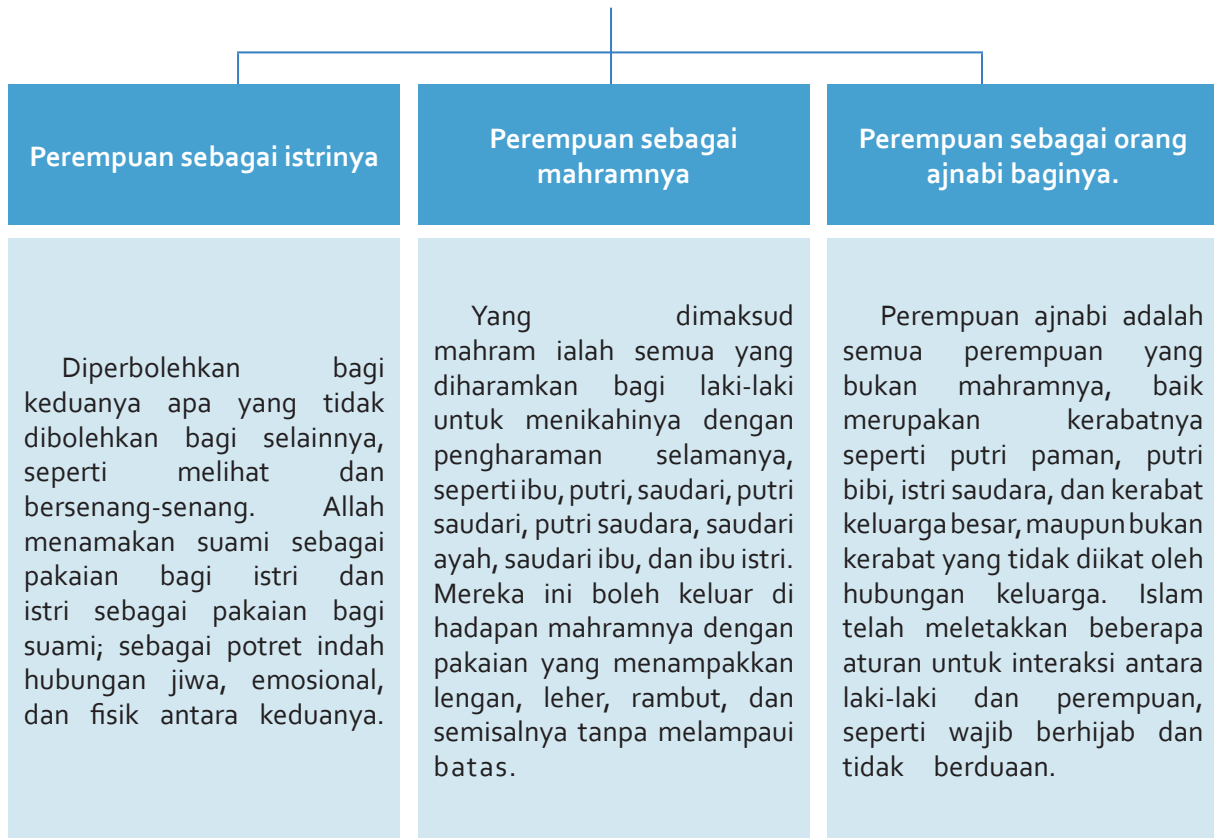 Perempuan sebagai istrinya
Diperbolehkan bagi
keduanya apa yang tidak
dibolehkan bagi selainnya,
seperti melihat dan
bersenang-senang. Allah
menamakan suami sebagai
pakaian bagi istri dan
istri sebagai pakaian bagi
suami; sebagai potret indah
hubungan jiwa, emosional,
dan fisik antara keduanya.
Perempuan sebagai
mahramnya
Yang dimaksud
mahram ialah semua yang
diharamkan bagi laki-laki
untuk menikahinya dengan
pengharaman selamanya,
seperti ibu, putri, saudari, putri
saudari, putri saudara, saudari
ayah, saudari ibu, dan ibu istri.
Mereka ini boleh keluar di
hadapan mahramnya dengan
pakaian yang menampakkan
lengan, leher, rambut, dan
semisalnya tanpa melampaui
batas.
Perempuan sebagai orang
ajnabi baginya.
Perempuan ajnabi adalah
semua perempuan yang
bukan mahramnya, baik
merupakan kerabatnya
seperti putri paman, putri
bibi, istri saudara, dan kerabat
keluarga besar, maupun bukan
kerabat yang tidak diikat oleh
hubungan keluarga. Islam
telah meletakkan beberapa
aturan untuk interaksi antara
laki-laki dan perempuan,
seperti wajib berhijab dan
tidak berduaan.